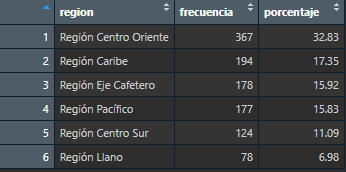 region frecuencia porcentaje
1 Región Centro Oriente 367 32.83
2 Región Caribe 194 17.35
3 Región Eje Cafetero 178 15.92
4 Región Pacífico 177 15.83
5 Región Centro Sur 124 11.09
6 Región Llano 78 6.98